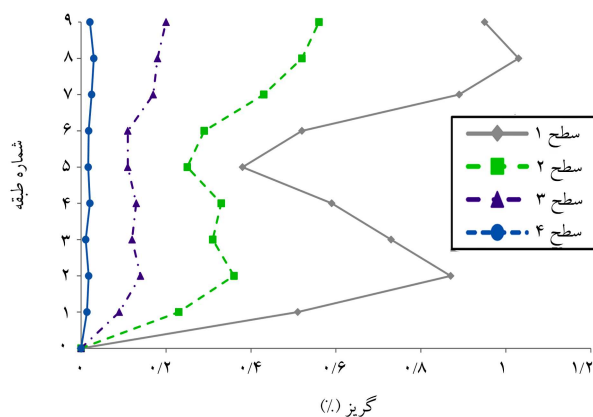 ۹
۸
۷
۶
۵
۴
۳
۲
۱
۰
شماره طبقه
سطح ۱
سطح ۲
سطح ۳
سطح ۴
۰ ۰/۲ ۰/۴ ۰/۶ ۰/۸ ۱ ۱/۲
گریز (٪)